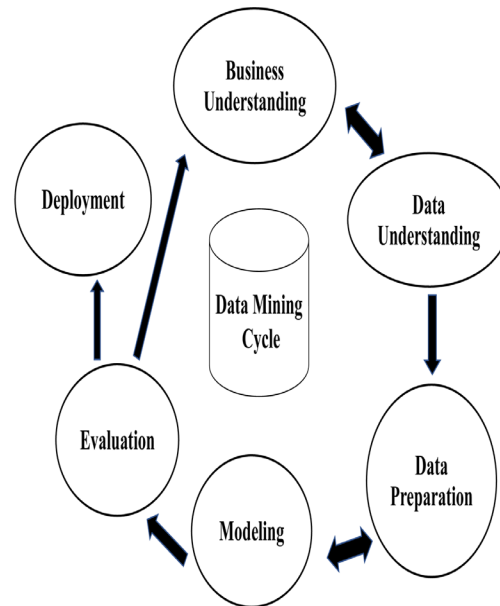 Business
Understanding
Deployment
Data
Understanding
Data Mining
Cycle
Evaluation
Data
Preparation
Modeling